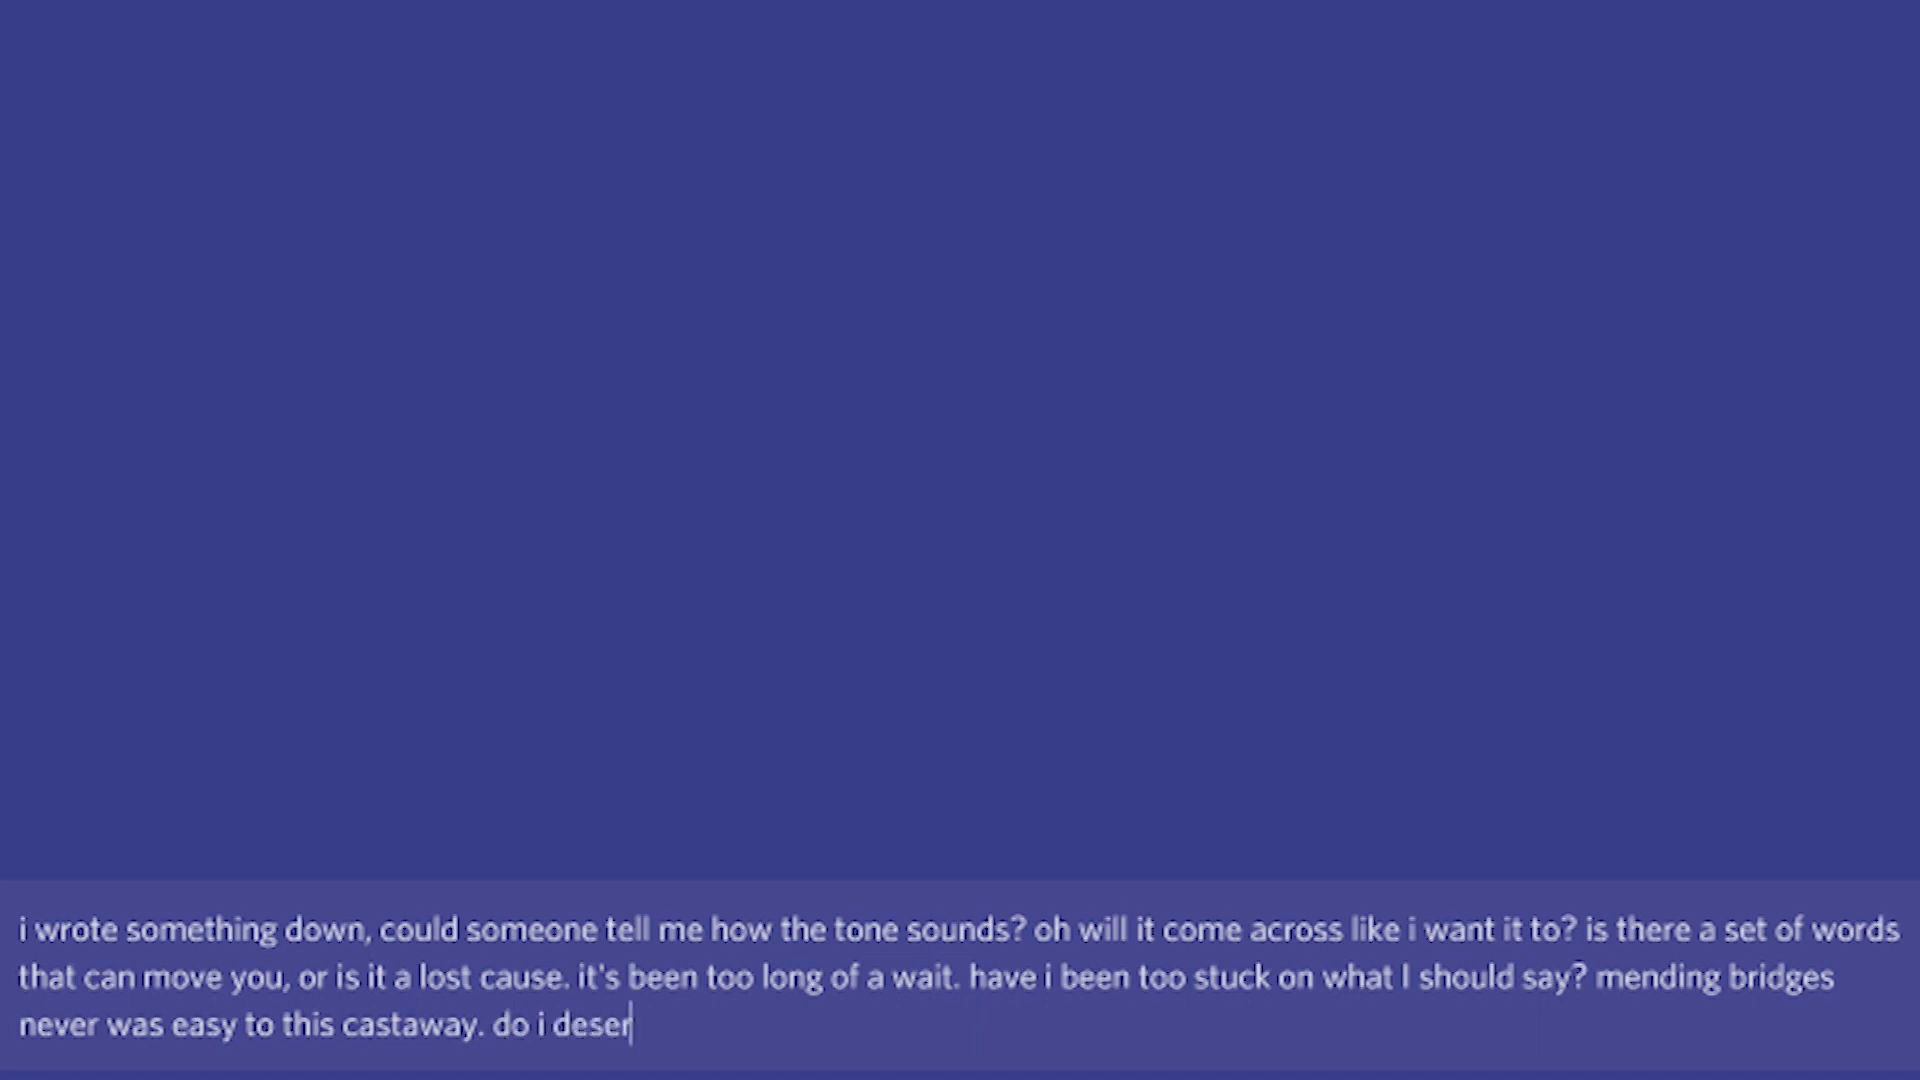 i wrote something down, could someone tell me how the tone sounds? oh will it come across like i want it to? is there a set of words
that can move you, or is it a lost cause. it's been too long of a wait. have i been too stuck on what I should say? mending bridges
never was easy to this castaway. do i deser